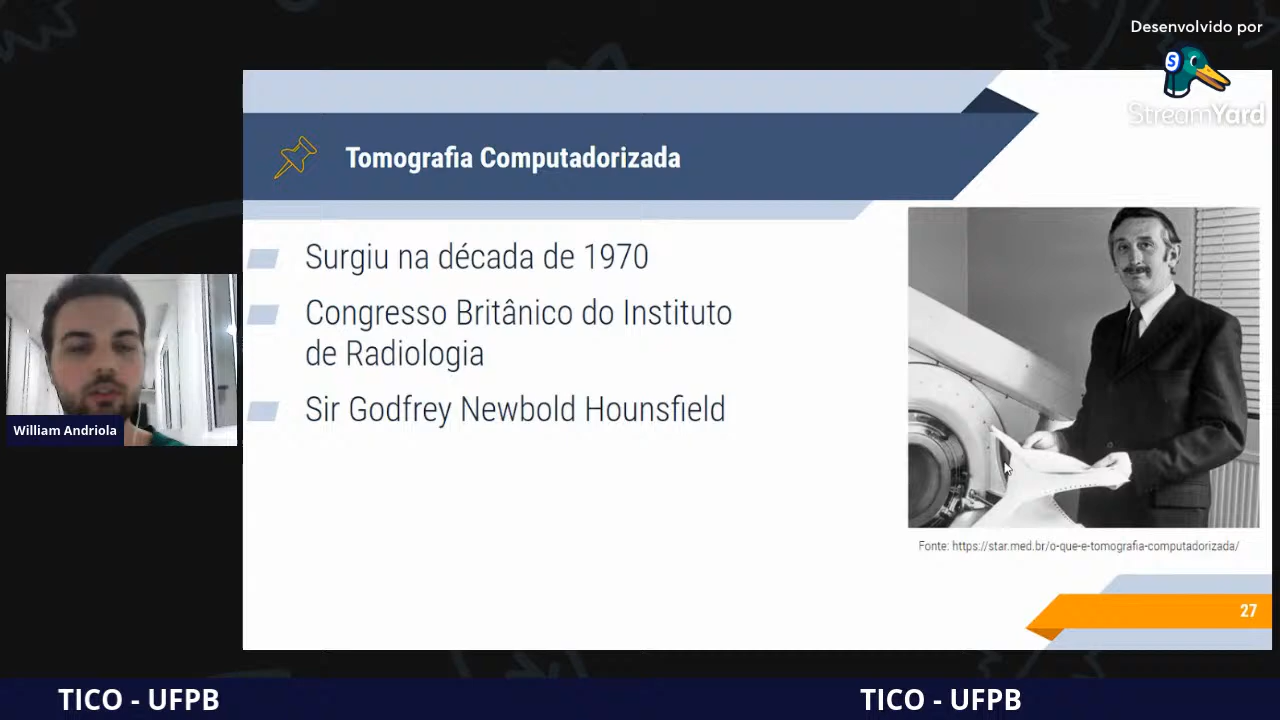 Desenvolvido por
StreamYard
Tomografia Computadorizada
Surgiu na década de 1970
Congresso Britânico do Instituto
de Radiologia
Sir Godfrey Newbold Hounsfield
William Andriola
Fonte: https://star.med.br/o-que-e-tomografia-computadorizada/
27
TICO - UFPB
TICO - UFPB